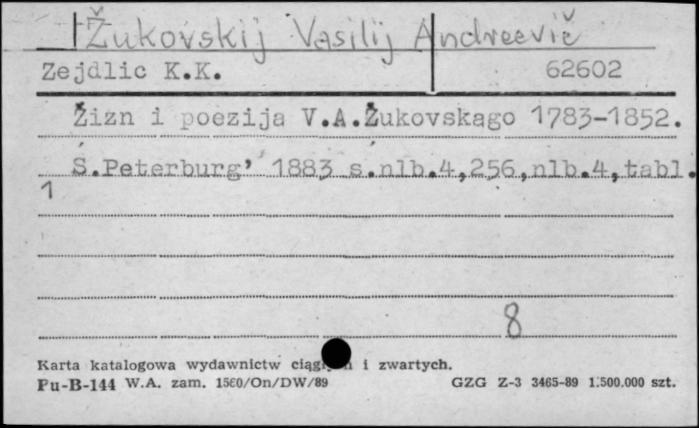 Žukovskij Vasilij Andreevič
Zejdlic K.K. 62602
Žizn i poezija V.A.Žukovskago 1783-1852.
S.Peterburg' 1883 s.nlb.4,256,nlb.4,tabl.
1
8
Karta katalogowa wydawnictw i zwartych.
Pu-B-144 W.A. zam. 1560/On/DW/89 GZG Z-3 3465-89 1.500.000 szt.